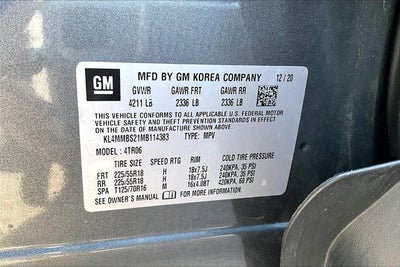 GM
MFD BY GM KOREA COMPANY 12/20
GVWR GAWR FRT GAWR RR
4211 LB 2336 LB 2336 LB
THIS VEHICLE CONFORMS TO ALL APPLICABLE U.S. FEDERAL MOTOR
VEHICLE SAFETY AND THEFT PREVENTION STANDARDS IN EFFECT ON THE DATE OF MANUFACTURE SHOWN ABOVE.
KL4MMBS21MB114383 TYPE: MPV
MODEL : 4TR06
TIRE SIZE SPEED RTG RIM COLD TIRE PRESSURE
FRT 225/55R18 H 18x7.5J 240KPA, 35 PSI
RR 225/55R18 H 18x7.5J 240KPA, 35 PSI
SPA T125/70R16 M 16x4.0BT 420KPA, 60 PSI
SEE OWNER'S MANUAL FOR MORE INFORMATION.